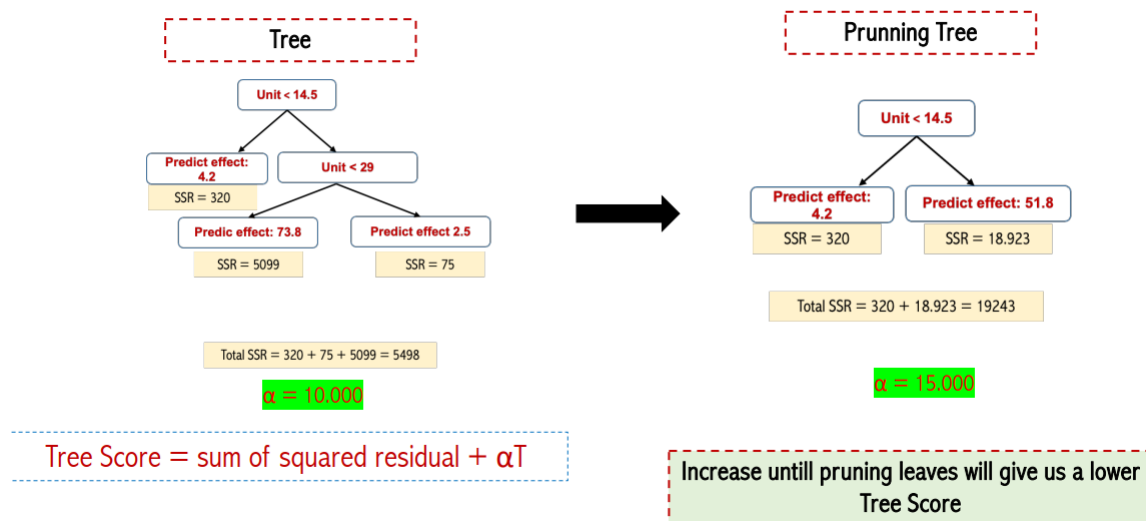 Tree
Unit < 14.5
Predict effect:
4.2
Unit < 29
SSR = 320
Predic effect: 73.8
Predict effect 2.5
SSR = 5099
SSR = 75
Total SSR = 320 + 75 + 5099 = 5498
α = 10.000
Tree Score = sum of squared residual + αT
Prunning Tree
Unit < 14.5
Predict effect:
4.2
Predict effect: 51.8
SSR = 320
SSR = 18.923
Total SSR = 320 + 18.923 = 19243
α = 15.000
Increase untill pruning leaves will give us a lower
Tree Score